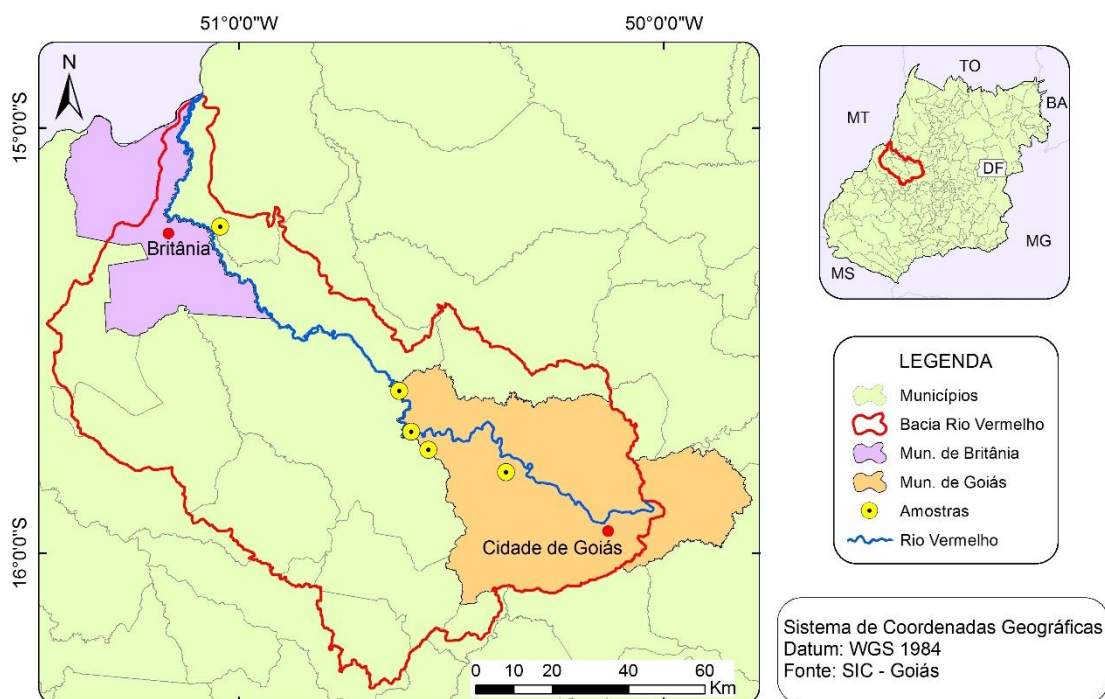 51°0'0"W
50°0'0"W
N
15°0'0"S
16°0'0"S
Britânia
Cidade de Goiás
0 10 20 40 60
Km
TO
MT
BA
DF
MG
MS
LEGENDA
Municípios
Bacia Rio Vermelho
Mun. de Britânia
Mun. de Goiás
Amostras
Rio Vermelho
Sistema de Coordenadas Geográficas
Datum: WGS 1984
Fonte: SIC - Goiás